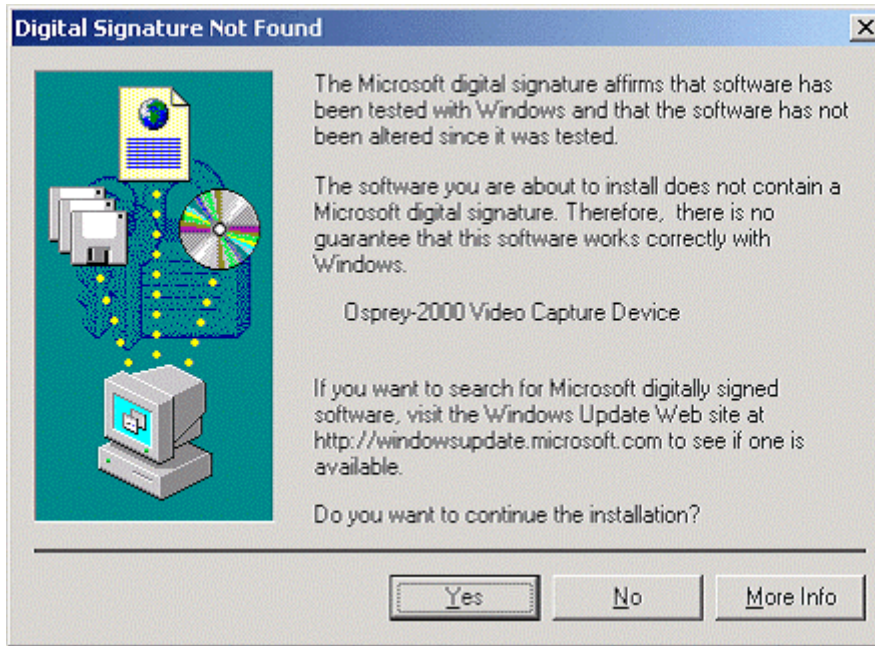 Digital Signature Not Found
The Microsoft digital signature affirms that software has
been tested with Windows and that the software has not
been altered since it was tested.
The software you are about to install does not contain a
Microsoft digital signature. Therefore,  there is no
guarantee that this software works correctly with
Windows.
Osprey-2000 Video Capture Device
If you want to search for Microsoft digitally signed
software, visit the Windows Update Web site at
http://windowsupdate.microsoft.com to see if one is
available.
Do you want to continue the installation?
Yes No More Info